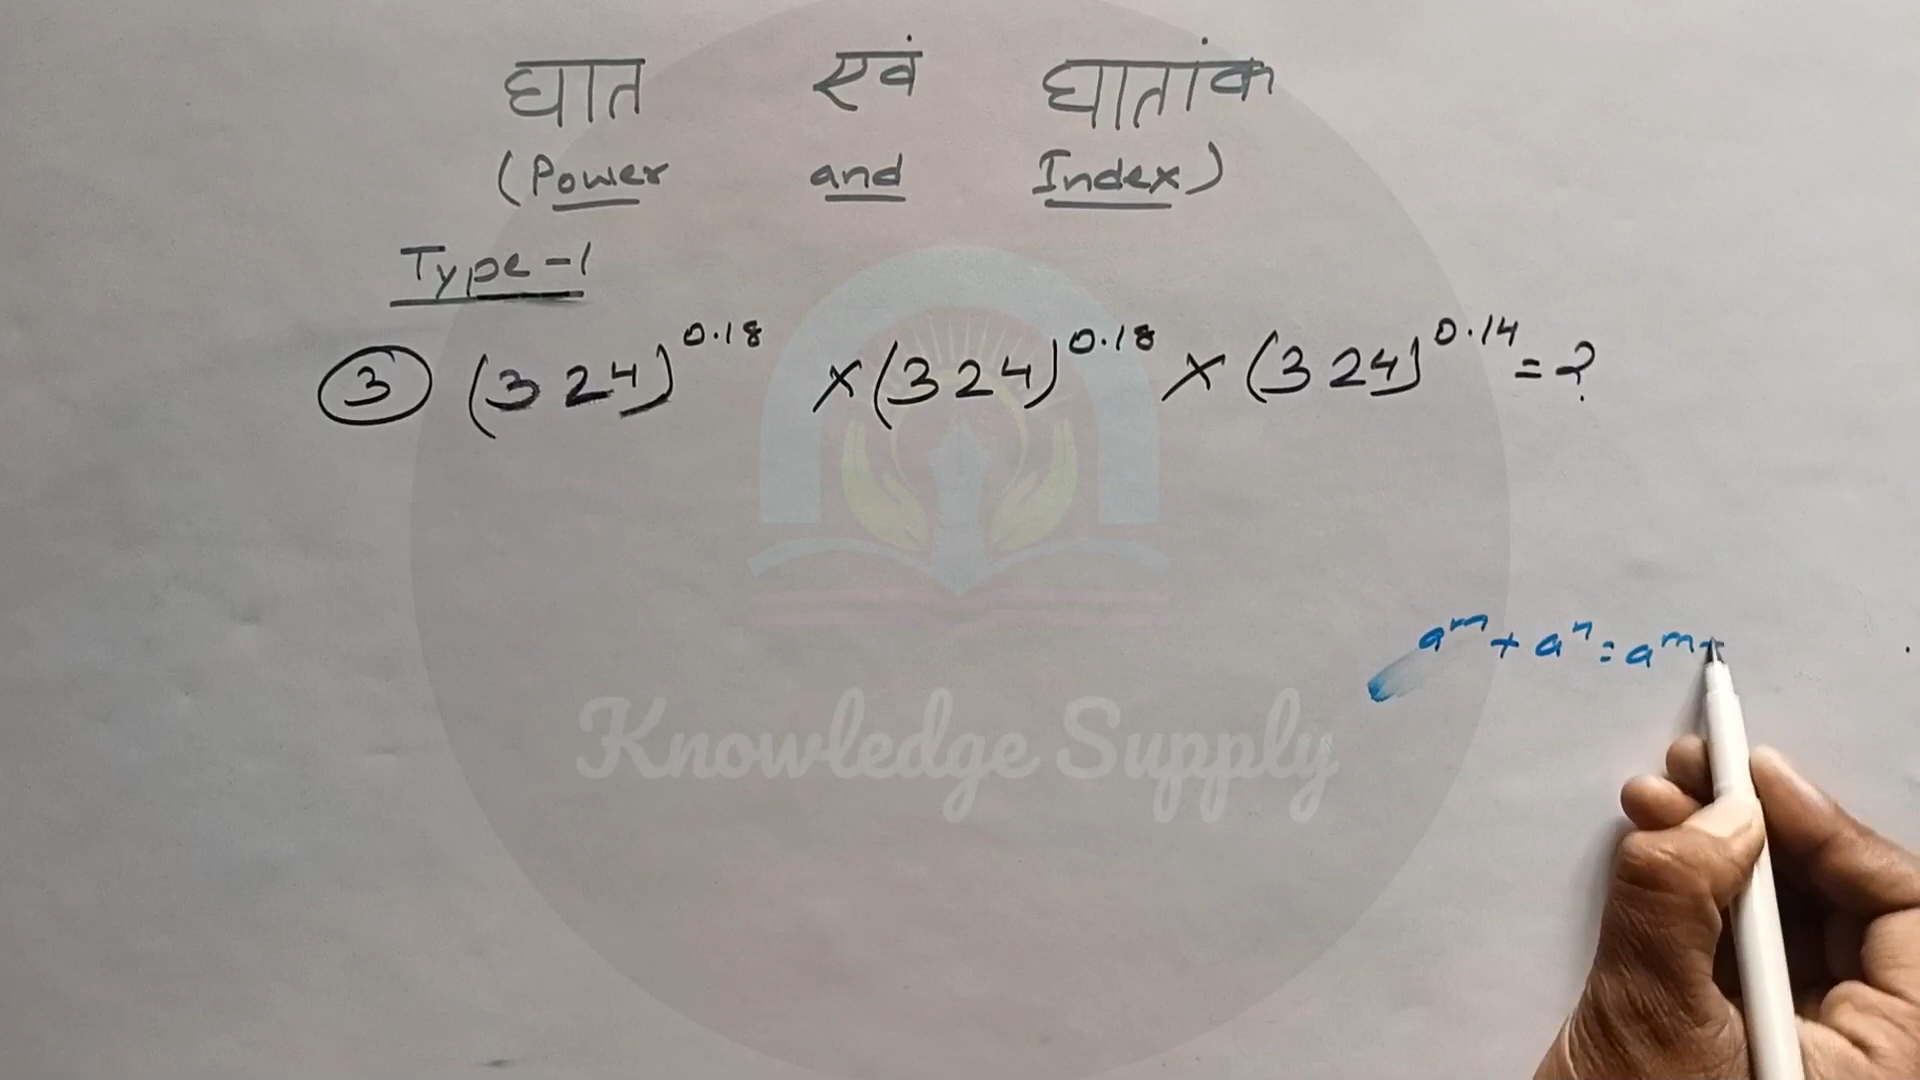 घात एवं घातांक
(Power and Index)
Type-1
③ (324)^0.18 × (324)^0.18 × (324)^0.14 = ?
a^m + a^n = a^m+
Knowledge Supply